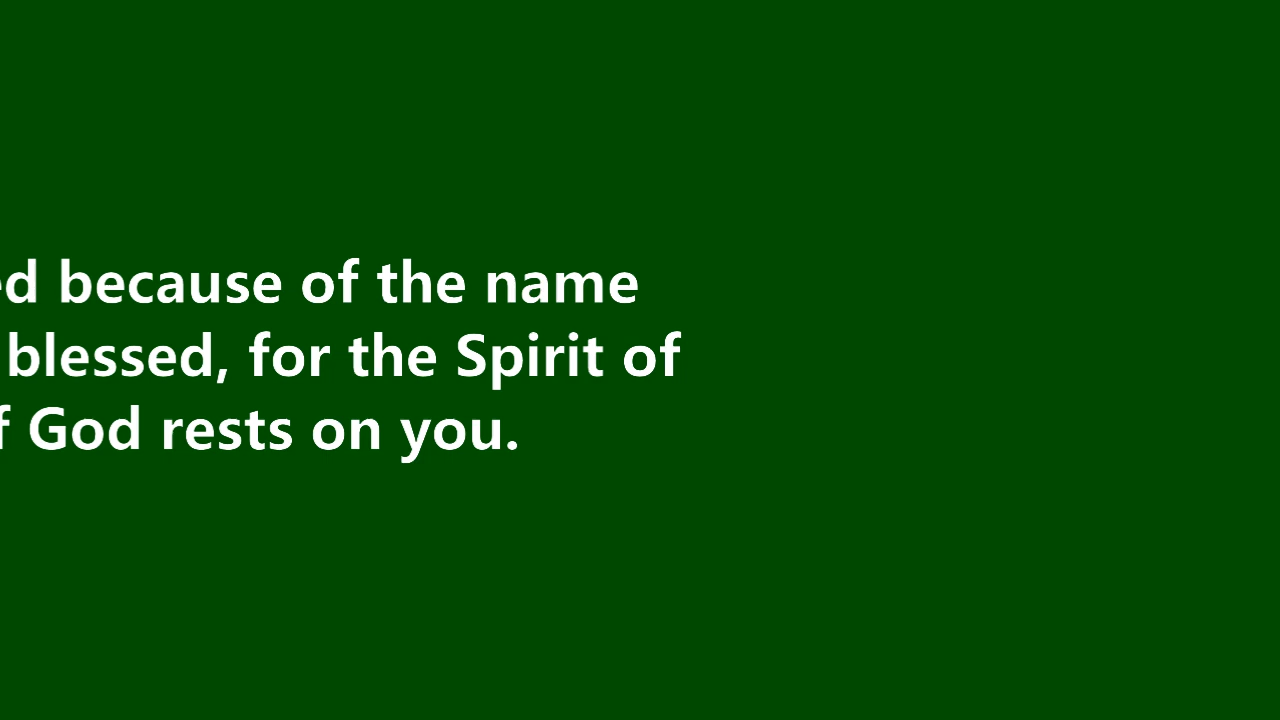 because of the name
blessed, for the Spirit of
God rests on you.